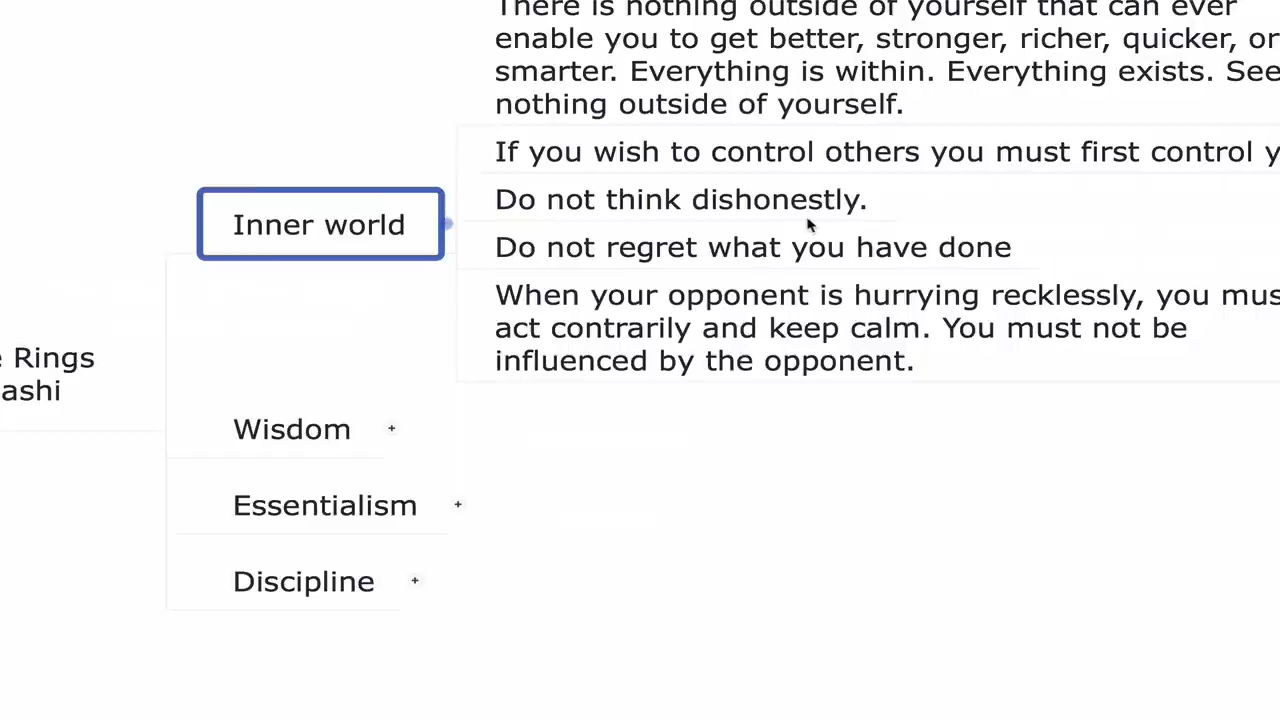 There is nothing outside of yourself that can ever
enable you to get better, stronger, richer, quicker, or
smarter. Everything is within. Everything exists. See
nothing outside of yourself.
If you wish to control others you must first control y
Do not think dishonestly.
Inner world
Do not regret what you have done
When your opponent is hurrying recklessly, you mus
act contrarily and keep calm. You must not be
influenced by the opponent.
e Rings
ashi
Wisdom +
Essentialism +
Discipline +